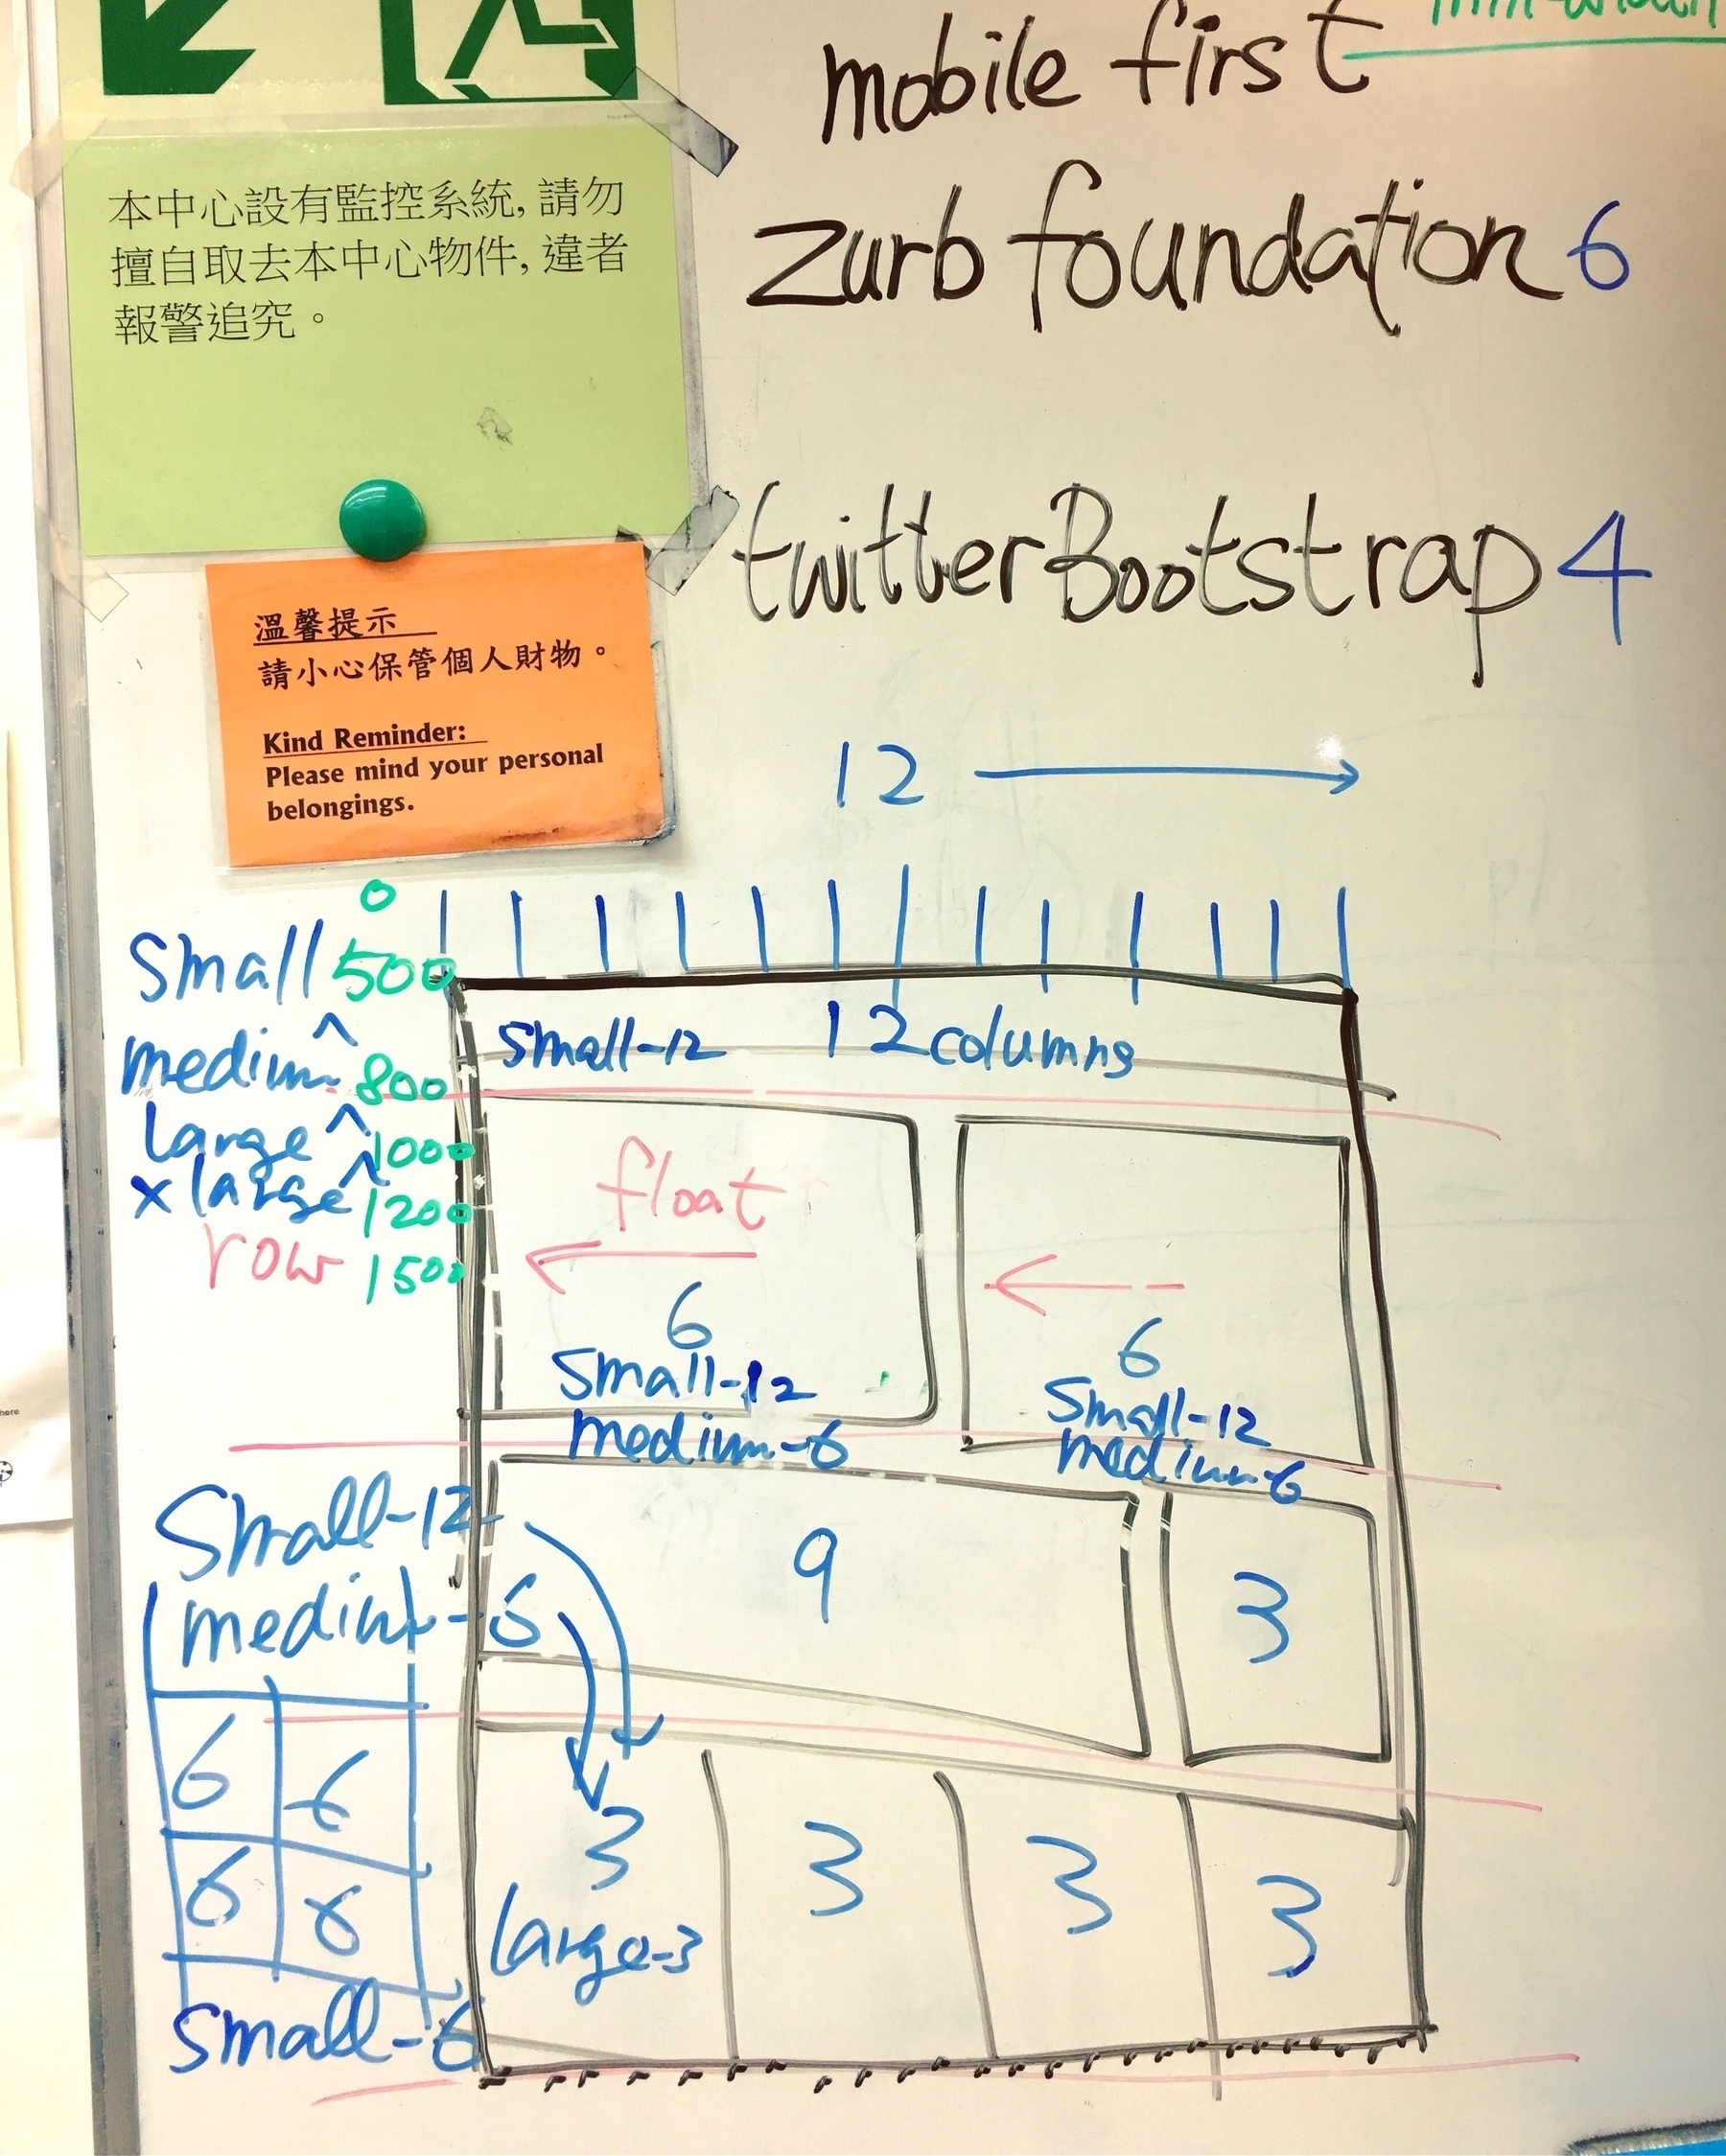 本中心設有監控系統，請勿
擅自取去本中心物件，違者
報警追究。
溫馨提示
請小心保管個人財物。
Kind Reminder:
Please mind your personal
belongings.
mobile first
zurb foundation 6
twitterBootstrap 4
12
0
small 500
medium 800
large 1000
xlarge 1200
row 1500
small-12 12 columns
float
6
small-12
medium-6
6
small-12
medium-6
small-12
medium-6
9
3
6 6
6 6
small-6
3 3 3 3
large-3